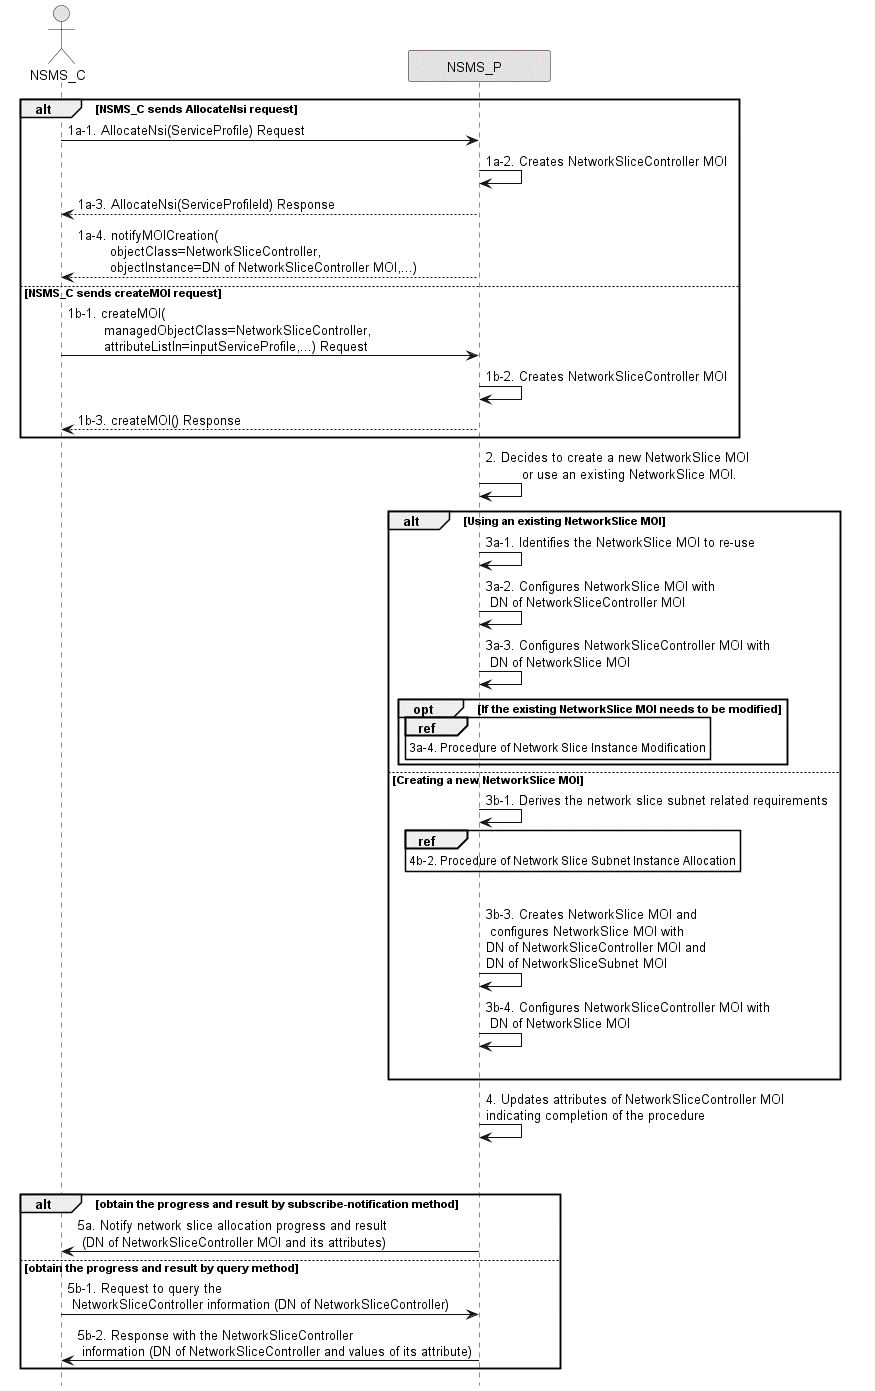 NSMS_C
NSMS_P
alt
[NSMS_C sends AllocateNsi request]
1a-1. AllocateNsi(ServiceProfile) Request
1a-2. Creates NetworkSliceController MOI
1a-3. AllocateNsi(ServiceProfileId) Response
1a-4. notifyMOICreation(
objectClass=NetworkSliceController,
objectInstance=DN of NetworkSliceController MOI,...)
[NSMS_C sends createMOI request]
1b-1. createMOI(
managedObjectClass=NetworkSliceController,
attributeListIn=inputServiceProfile,...) Request
1b-2. Creates NetworkSliceController MOI
1b-3. createMOI() Response
2. Decides to create a new NetworkSlice MOI
or use an existing NetworkSlice MOI.
alt
[Using an existing NetworkSlice MOI]
3a-1. Identifies the NetworkSlice MOI to re-use
3a-2. Configures NetworkSlice MOI with
DN of NetworkSliceController MOI
3a-3. Configures NetworkSliceController MOI with
DN of NetworkSlice MOI
opt
[If the existing NetworkSlice MOI needs to be modified]
ref
3a-4. Procedure of Network Slice Instance Modification
[Creating a new NetworkSlice MOI]
3b-1. Derives the network slice subnet related requirements
ref
4b-2. Procedure of Network Slice Subnet Instance Allocation
3b-3. Creates NetworkSlice MOI and
configures NetworkSlice MOI with
DN of NetworkSliceController MOI and
DN of NetworkSliceSubnet MOI
3b-4. Configures NetworkSliceController MOI with
DN of NetworkSlice MOI
4. Updates attributes of NetworkSliceController MOI
indicating completion of the procedure
alt
[obtain the progress and result by subscribe-notification method]
5a. Notify network slice allocation progress and result
(DN of NetworkSliceController MOI and its attributes)
[obtain the progress and result by query method]
5b-1. Request to query the
NetworkSliceController information (DN of NetworkSliceController)
5b-2. Response with the NetworkSliceController
information (DN of NetworkSliceController and values of its attribute)